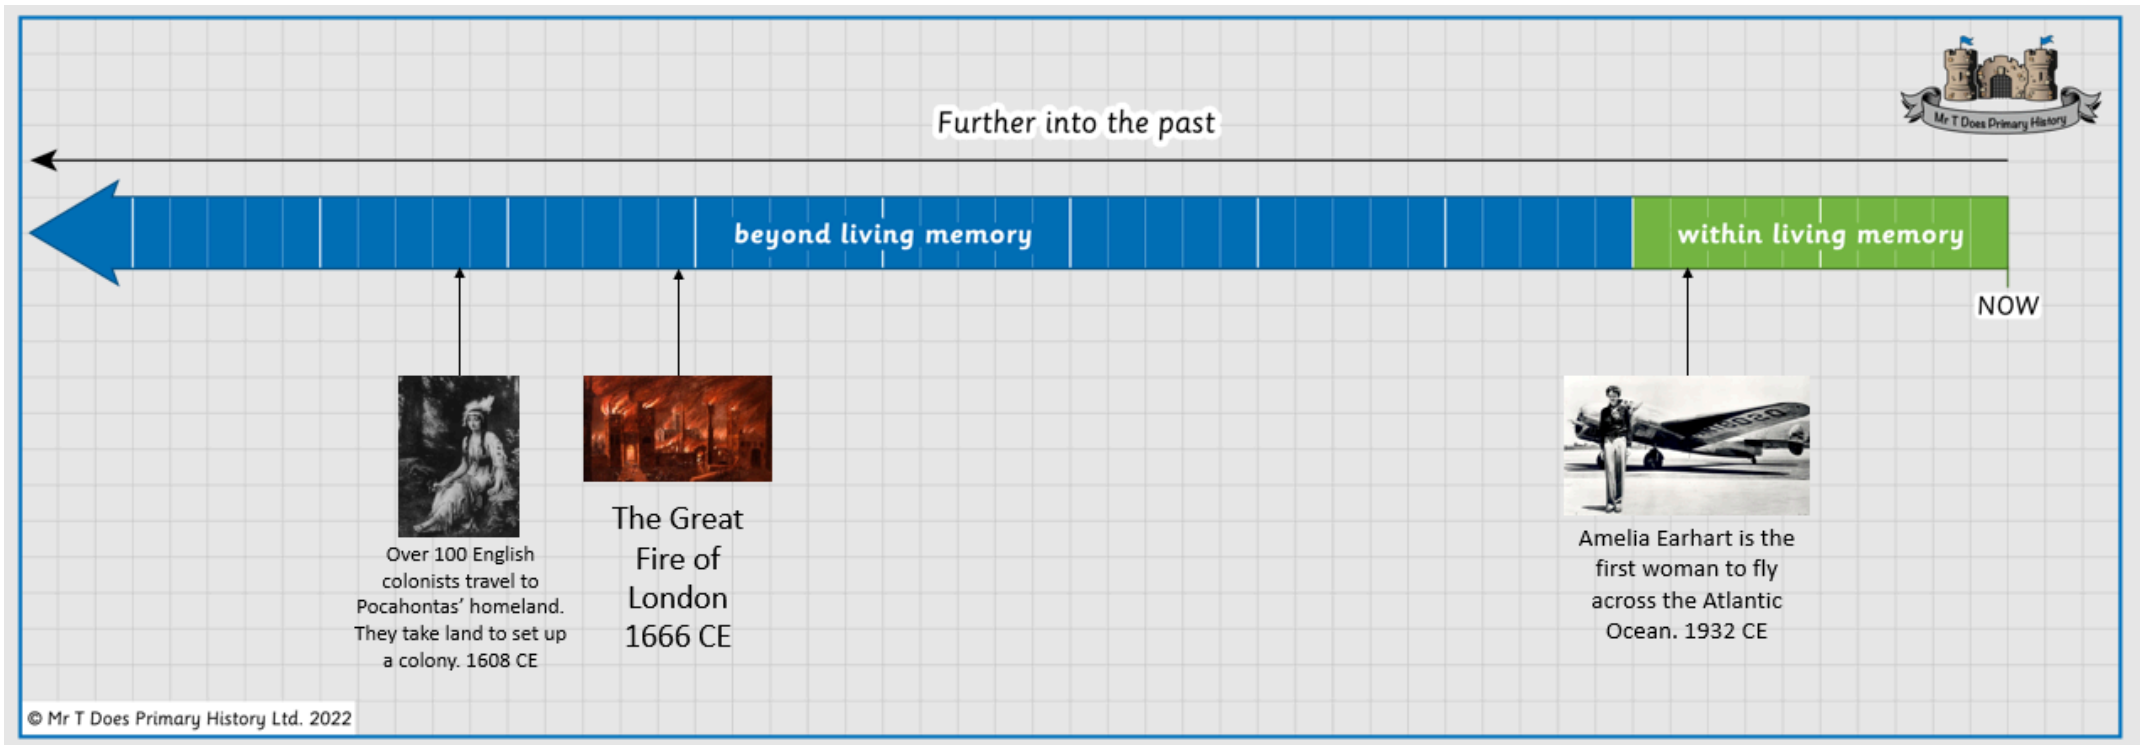 Mr T Does Primary History
Further into the past
beyond living memory
within living memory
NOW
Over 100 English
colonists travel to
Pocahontas’ homeland.
They take land to set up
a colony. 1608 CE
The Great
Fire of
London
1666 CE
Amelia Earhart is the
first woman to fly
across the Atlantic
Ocean. 1932 CE
© Mr T Does Primary History Ltd. 2022